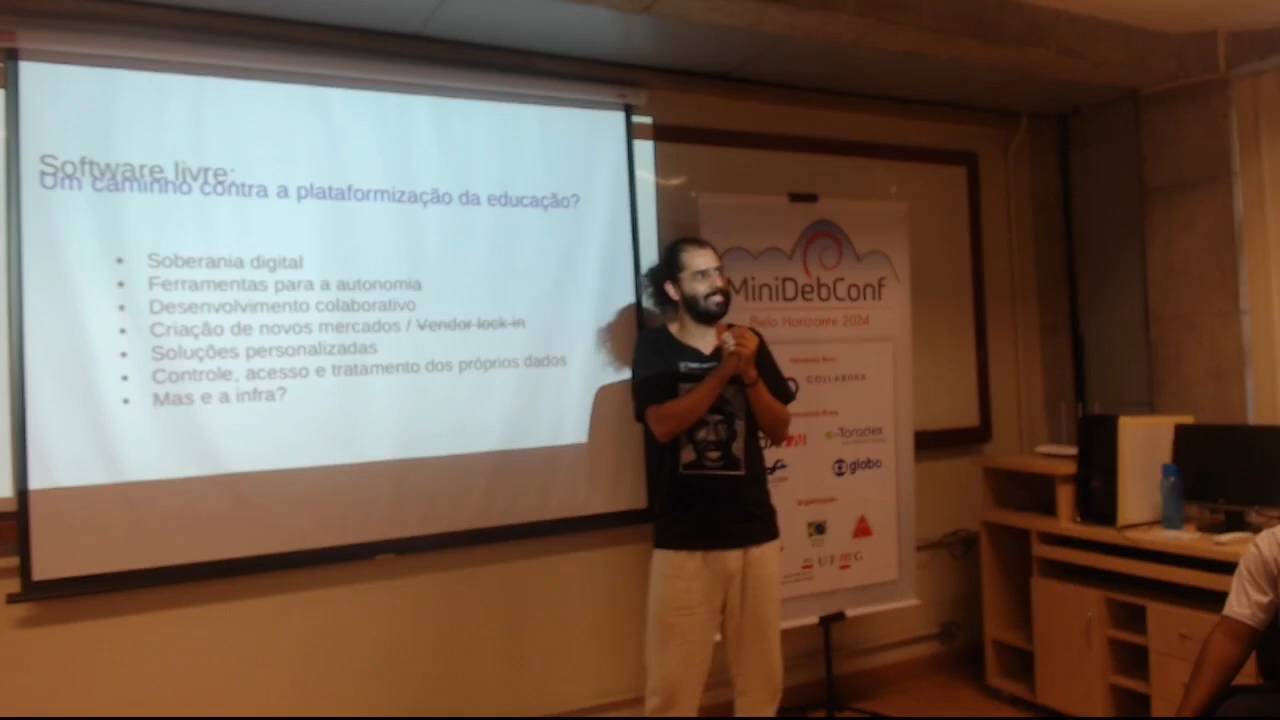 Software livre:
Um caminho contra a plataformização da educação?
Soberania digital
Ferramentas para a autonomia
Desenvolvimento colaborativo
Criação de novos mercados / Vendor lock-in
Soluções personalizadas
Controle, acesso e tratamento dos próprios dados
Mas e a infra?
MiniDebConf
Belo Horizonte 2024
COLLABORA
Toradex
globo
UFMG